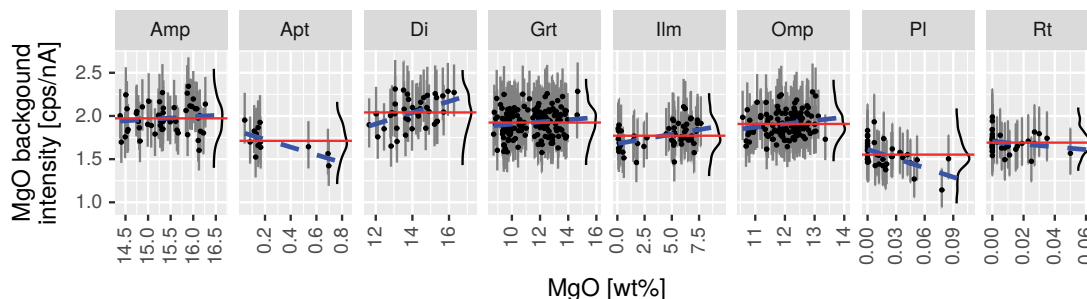 Amp Apt Di Grt Ilm Omp Pl Rt
MgO backgound
intensity [cps/nA]
2.5
2.0
1.5
1.0
14.5 15.0 15.5 16.0 16.5 0.2 0.4 0.6 0.8 12 14 16 10 12 14 16 0.0 2.5 5.0 7.5 11 12 13 14 0.00 0.03 0.06 0.09 0.00 0.02 0.04 0.06
MgO [wt%]